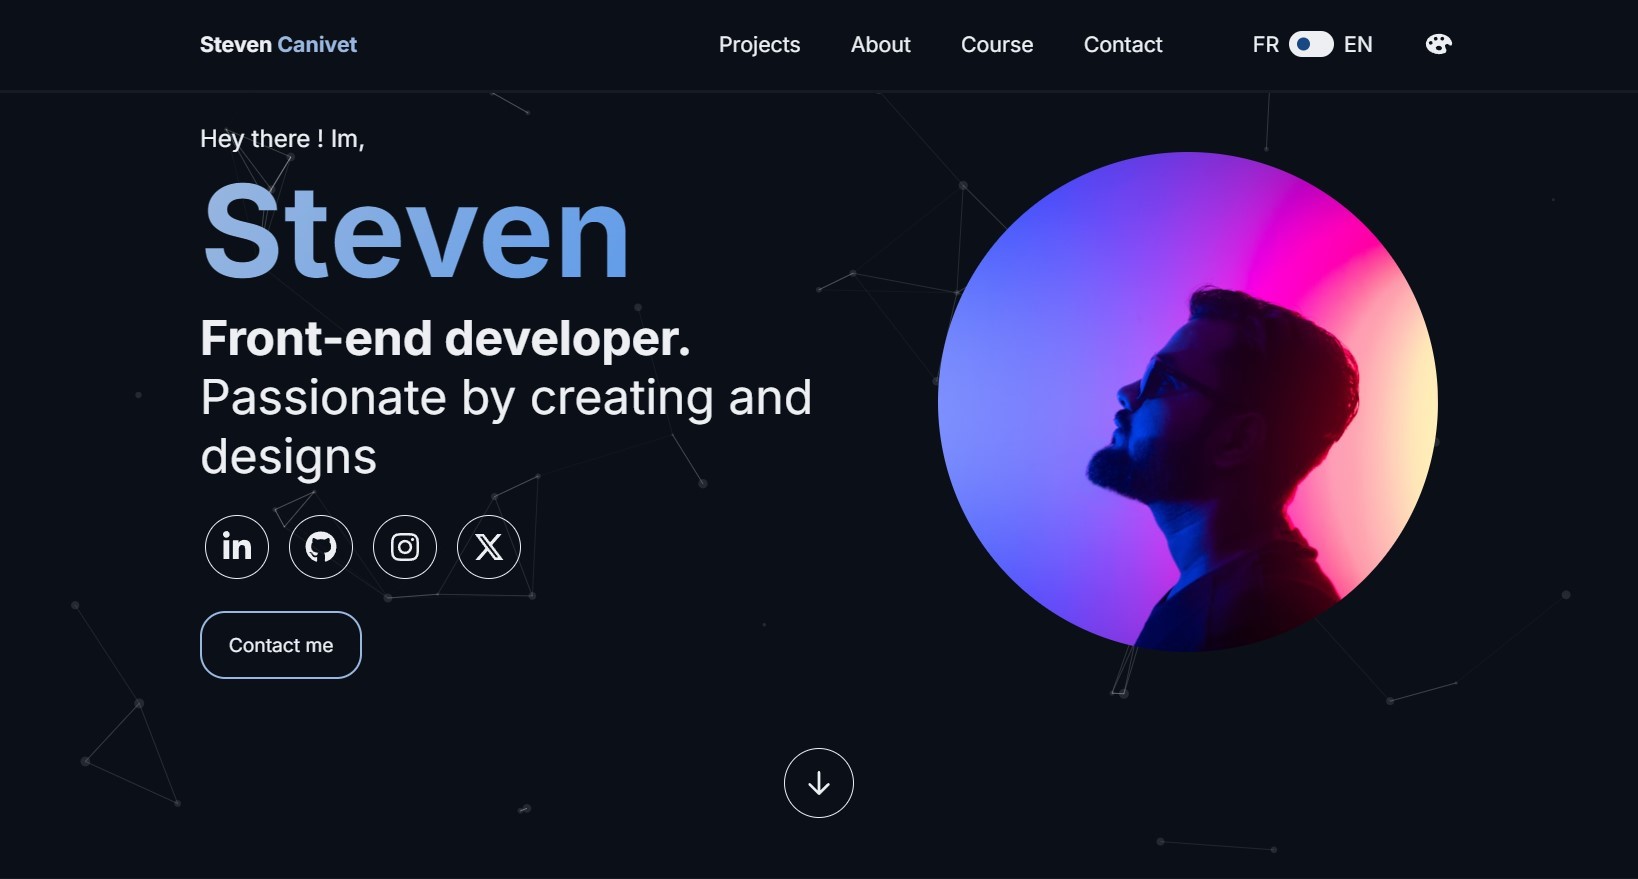 Steven Canivet
Projects
About
Course
Contact
FR
EN
Hey there ! Im,
Steven
Front-end developer.
Passionate by creating and
designs
in
X
Contact me